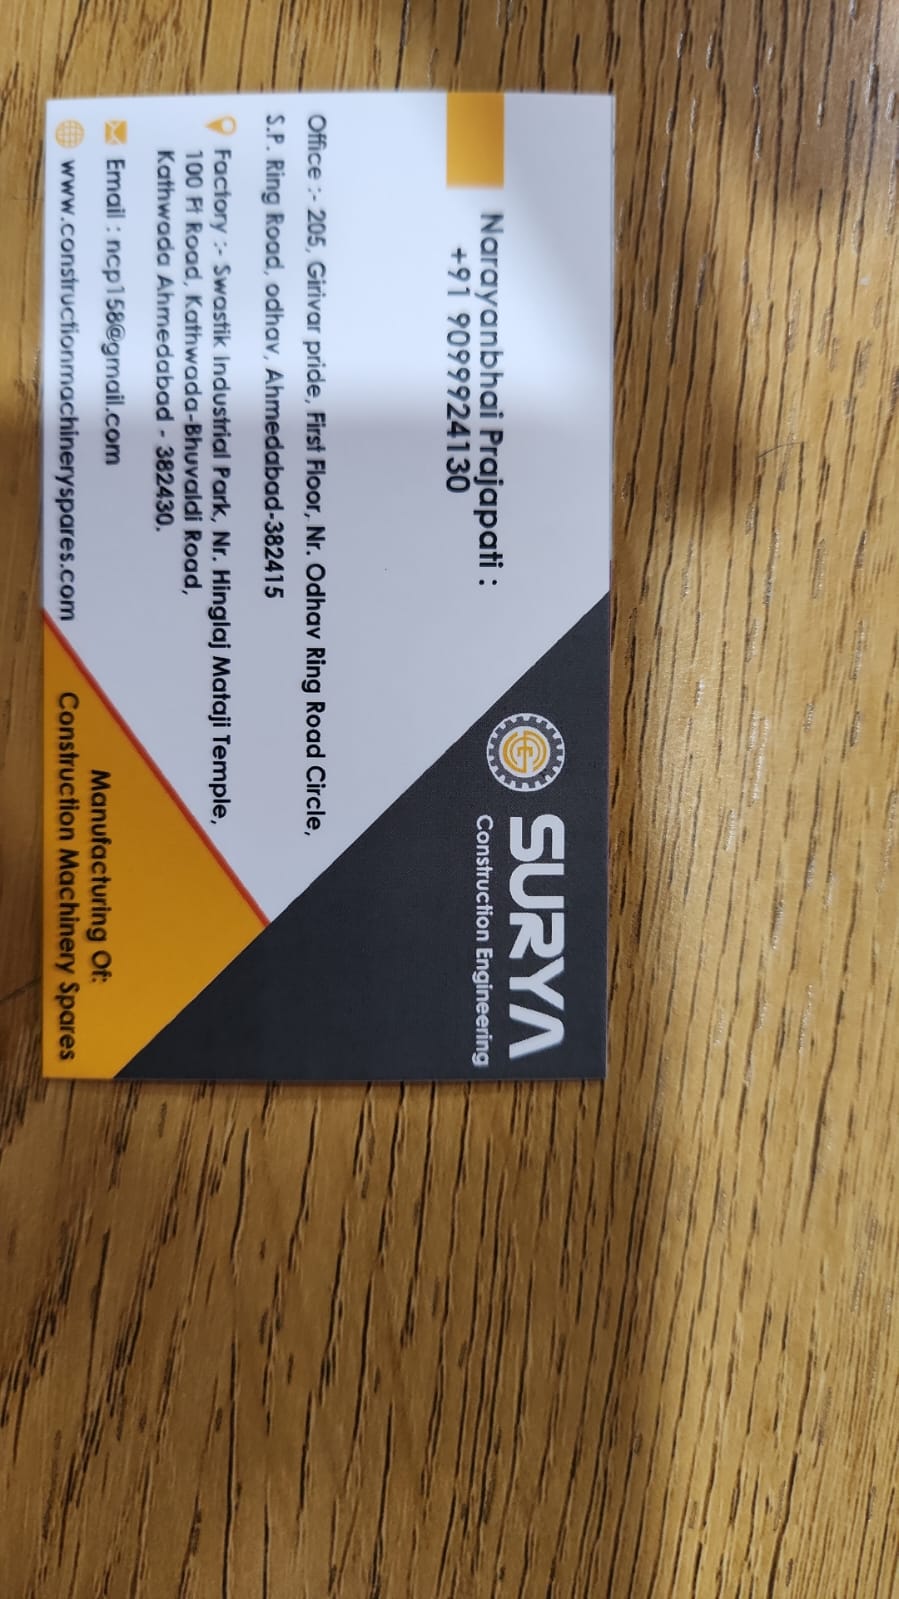 SURYA
Construction Engineering
Narayanbhai Prajapati :
+91 9099924130
Office :- 205, Girivar pride, First Floor, Nr. Odhav Ring Road Circle,
S.P. Ring Road, odhav, Ahmedabad-382415
Factory :- Swastik Industrial Park, Nr. Hinglaj Mataji Temple,
100 Ft Road, Kathwada-Bhuvaldi Road,
Kathwada Ahmedabad - 382430.
Email : ncp158@gmail.com
www.constructionmachineryspares.com
Manufacturing Of:
Construction Machinery Spares